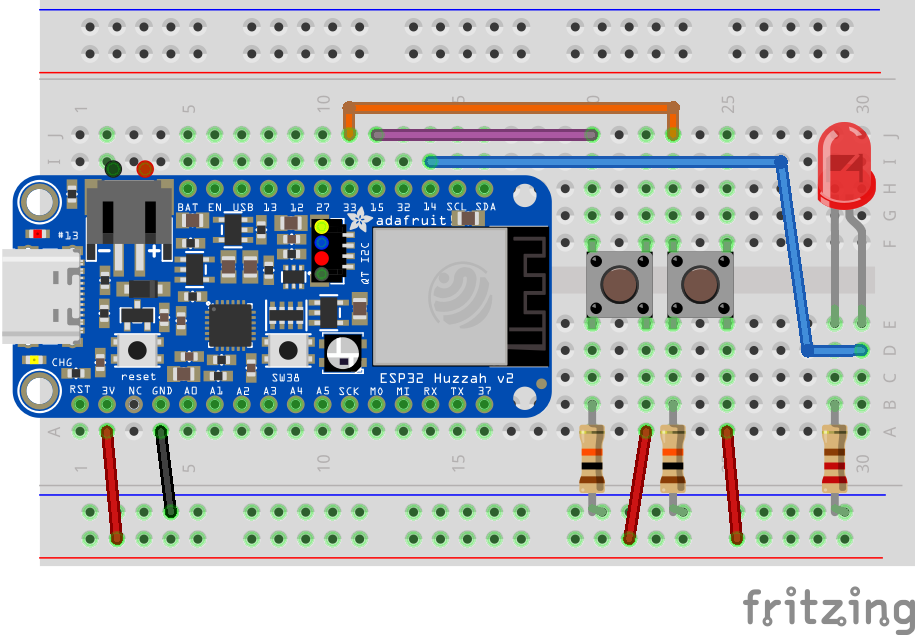 1 5 10 15 20 25 30
J J
I I
H
G
F
BAT EN USB 13 12 27 33 15 32 14 SCL SDA
adafruit
#13
- +
QT I2C
E
D
CHG
C
reset SW38 ESP32 Huzzah v2
RST 3V NC GND A0 A1 A2 A3 A4 A5 SCK MO MI RX TX 37
B
A A
1 5 10 15 30
fritzing